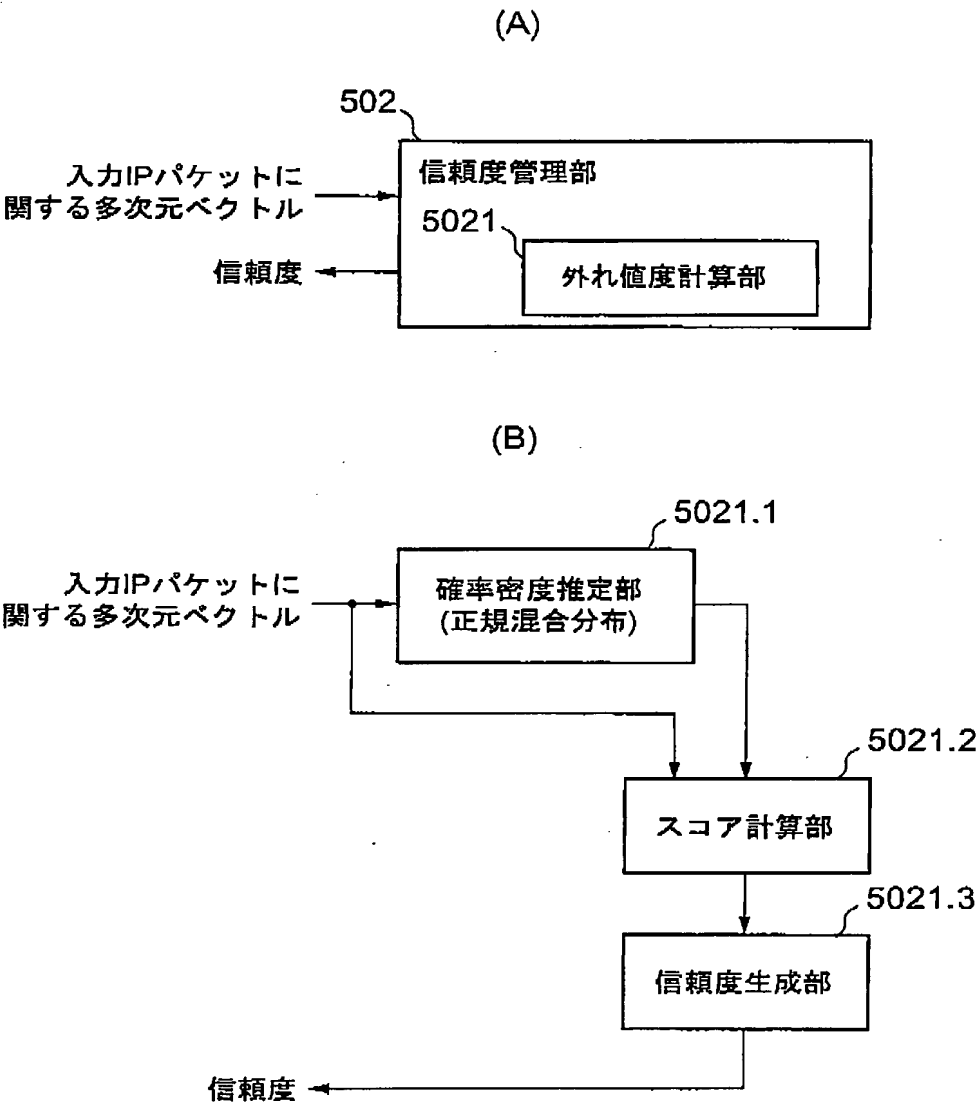 (A)
502
入力IPパケットに
関する多次元ベクトル
信頼度管理部
5021
外れ値度計算部
信頼度
(B)
5021.1
入力IPパケットに
関する多次元ベクトル
確率密度推定部
(正規混合分布)
5021.2
スコア計算部
5021.3
信頼度生成部
信頼度